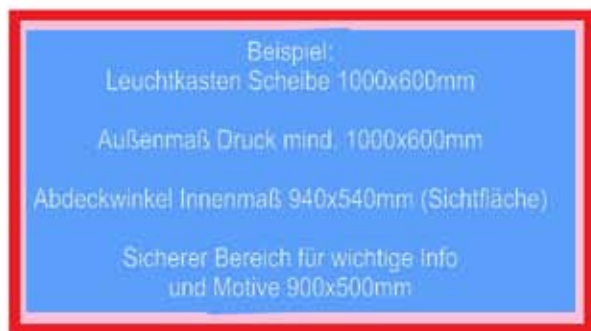 Beispiel:
Leuchtkasten Scheibe 1000x600mm
Außenmaß Druck mind. 1000x600mm
Abdeckwinkel Innenmaß 940x540mm (Sichtfläche)
Sicherer Bereich für wichtige Info
und Motive 900x500mm